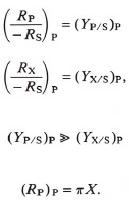 (R_P / −R_S)_P = (Y_P/S)_P
(R_X / −R_S)_P = (Y_X/S)_P,
(Y_P/S)_P ⪢ (Y_X/S)_P
(R_P)_P = πX.